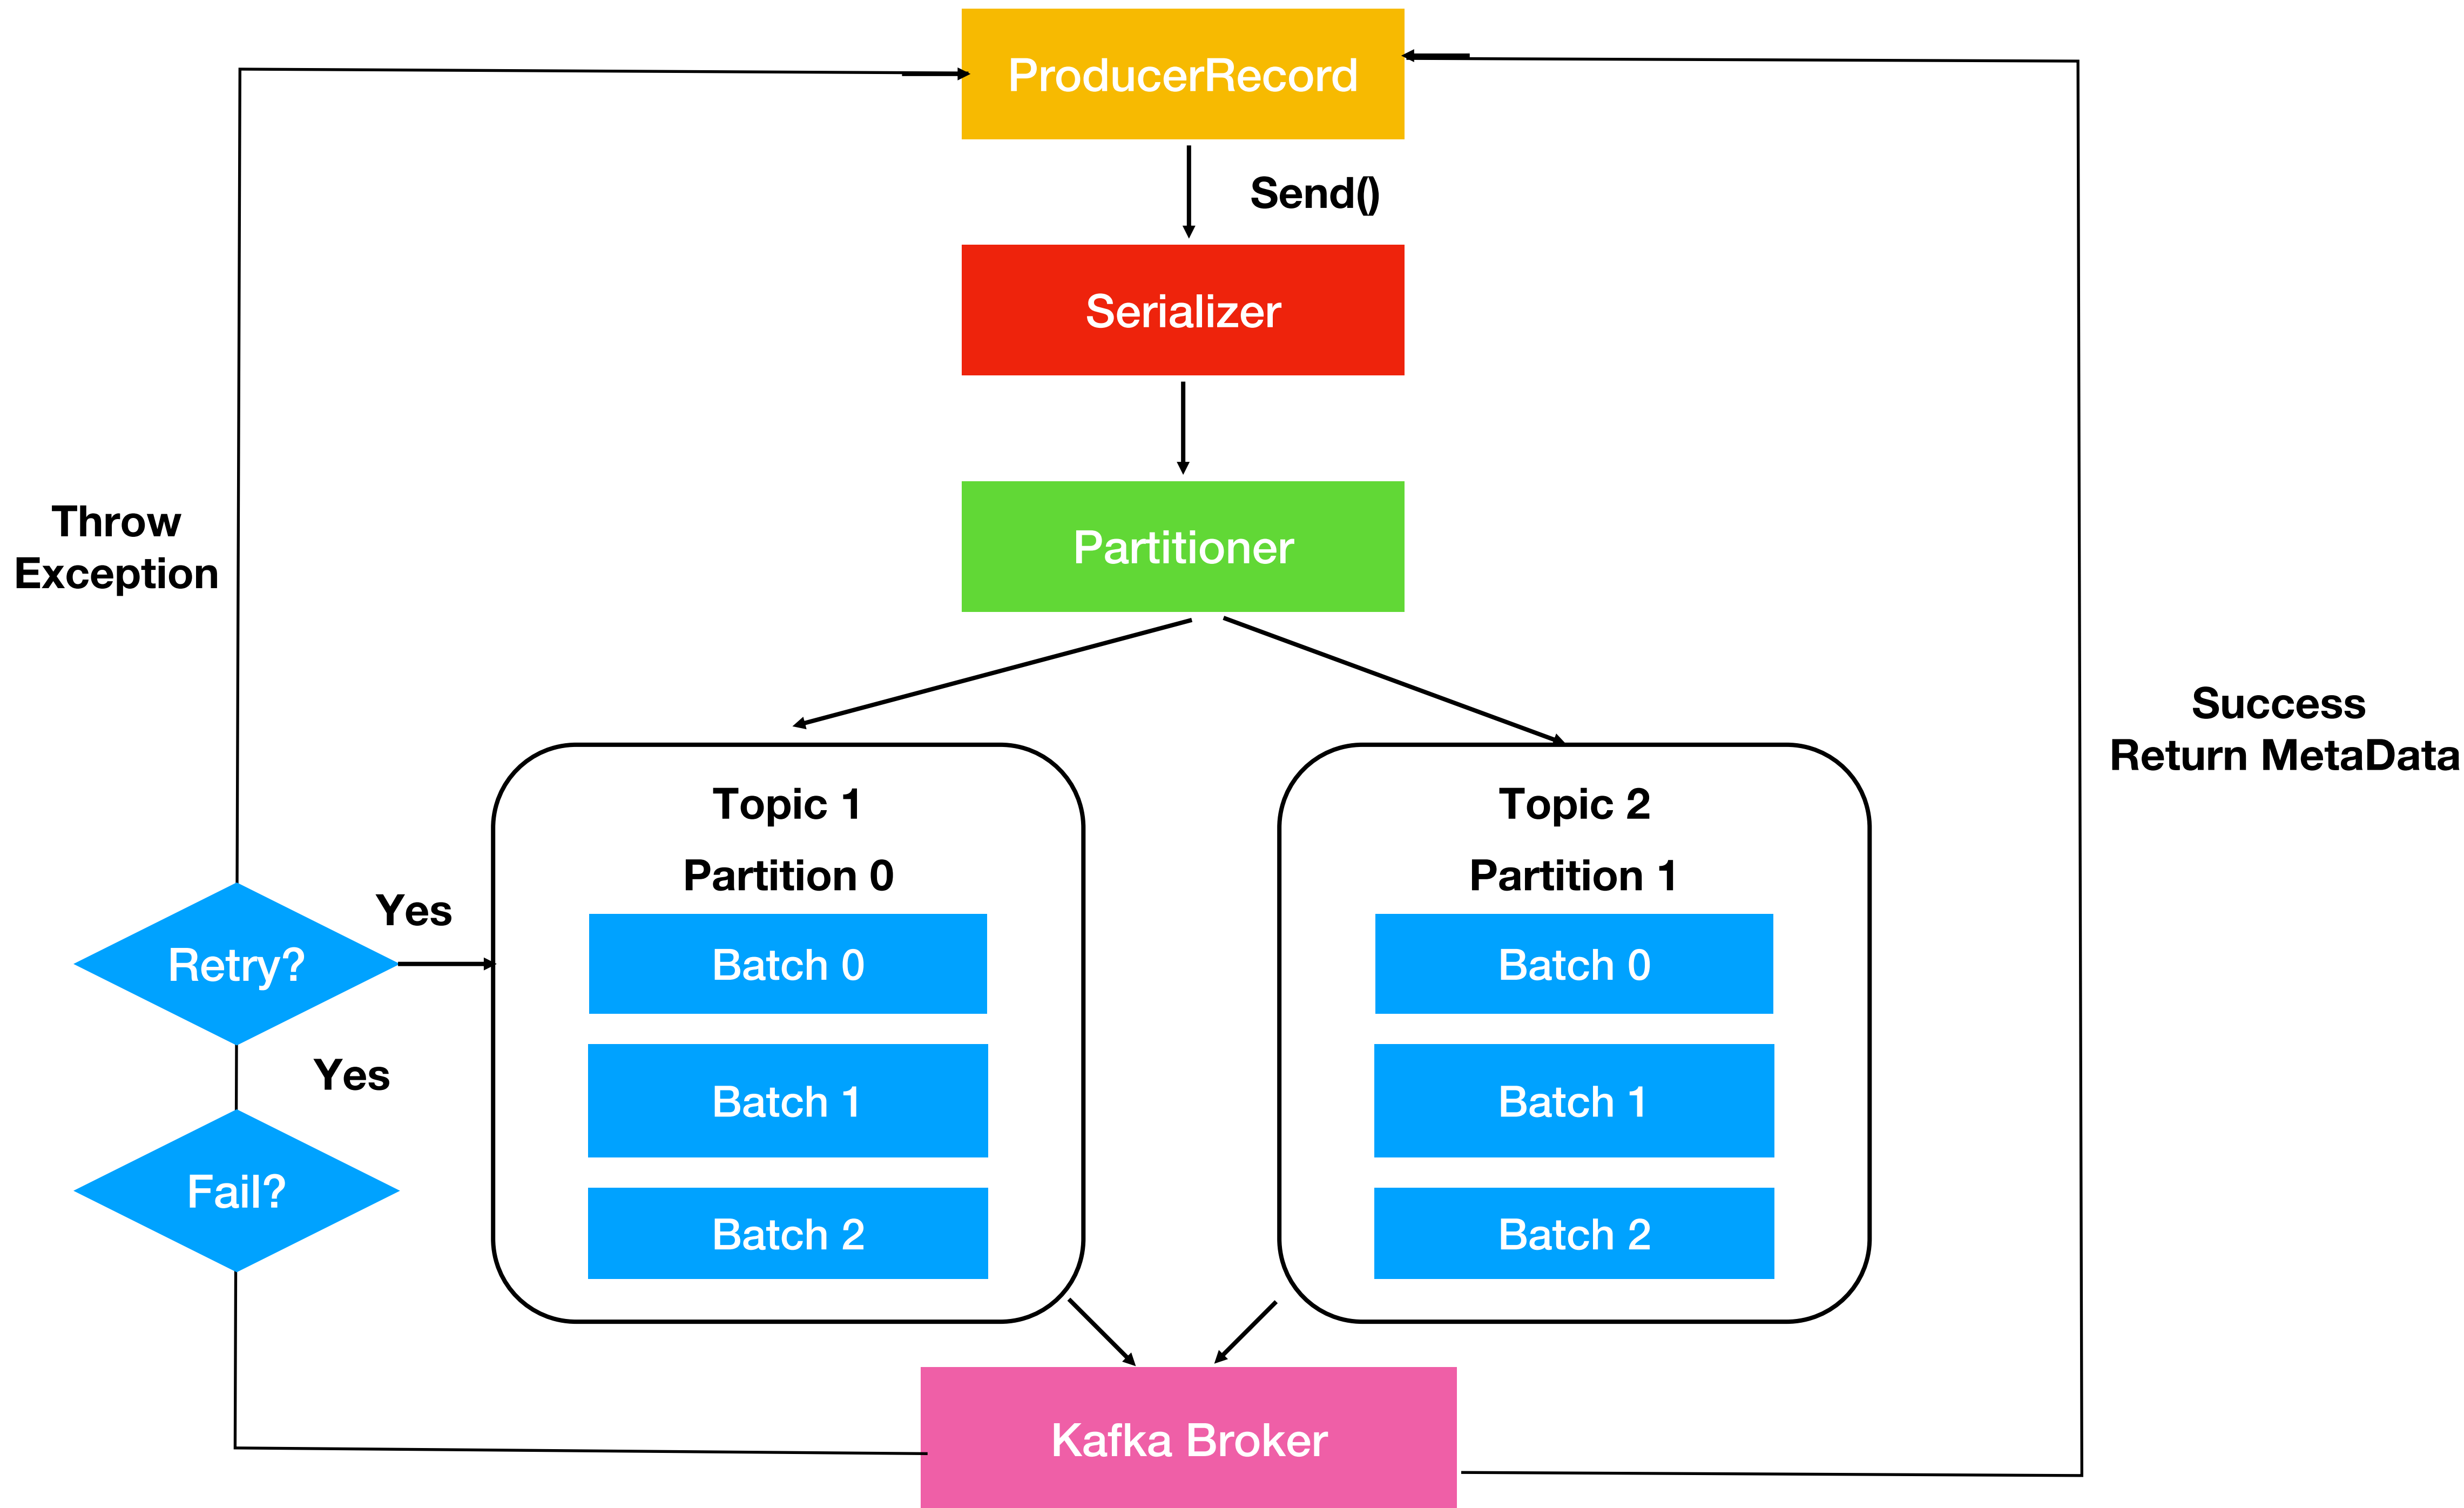 ProducerRecord
Send()
Serializer
Partitioner
Throw
Exception
Success
Return MetaData
Topic 1
Partition 0
Batch 0
Batch 1
Batch 2
Topic 2
Partition 1
Batch 0
Batch 1
Batch 2
Yes
Retry?
Yes
Fail?
Kafka Broker